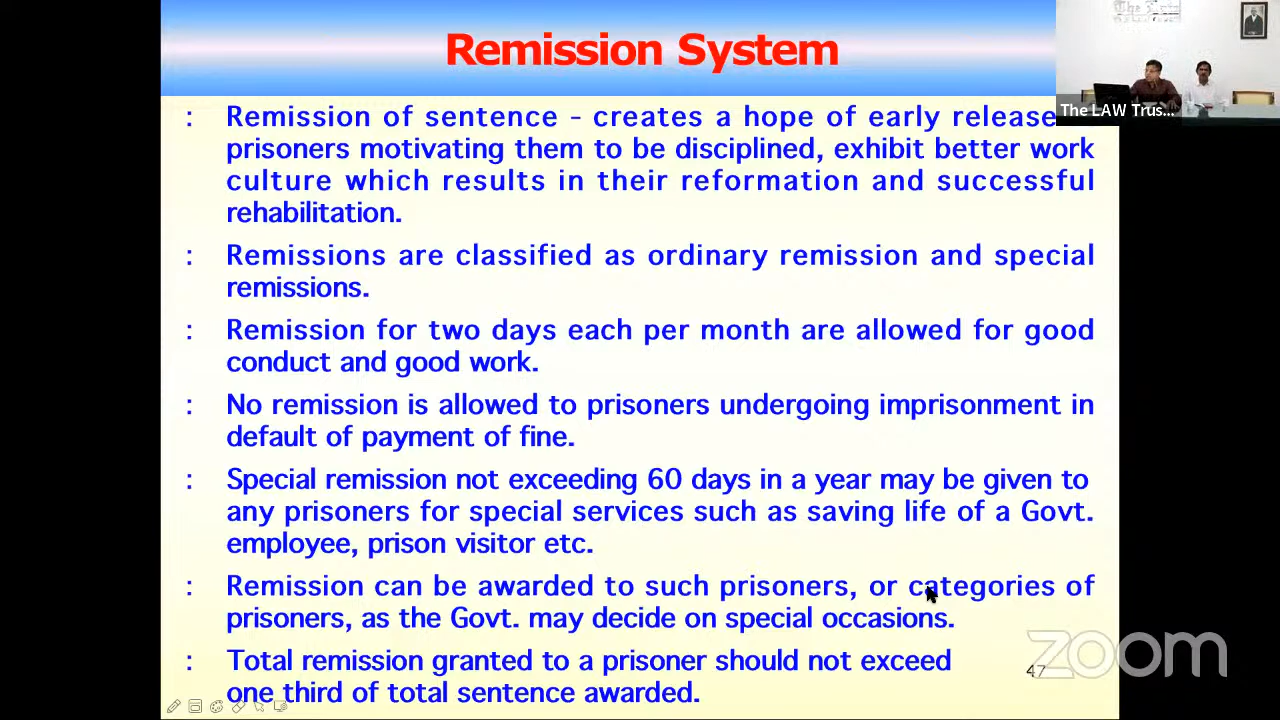 Remission System
The LAW Trus...
: Remission of sentence - creates a hope of early release
prisoners motivating them to be disciplined, exhibit better work
culture which results in their reformation and successful
rehabilitation.
: Remissions are classified as ordinary remission and special
remissions.
: Remission for two days each per month are allowed for good
conduct and good work.
: No remission is allowed to prisoners undergoing imprisonment in
default of payment of fine.
: Special remission not exceeding 60 days in a year may be given to
any prisoners for special services such as saving life of a Govt.
employee, prison visitor etc.
: Remission can be awarded to such prisoners, or categories of
prisoners, as the Govt. may decide on special occasions.
: Total remission granted to a prisoner should not exceed
one third of total sentence awarded.
47
zoom